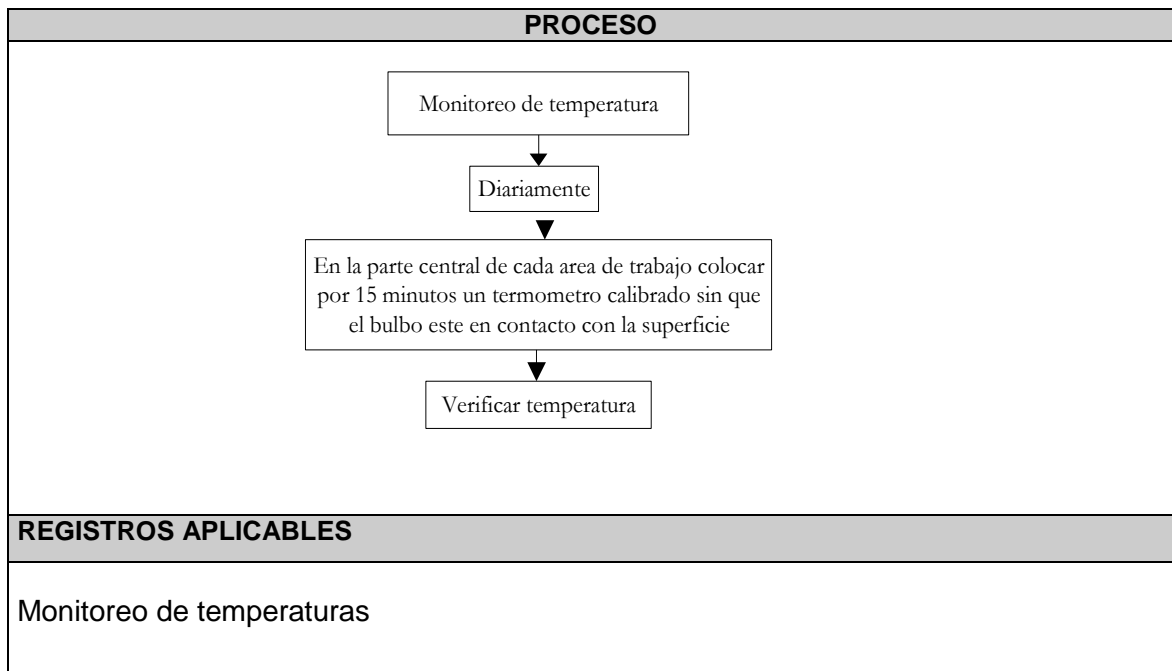 PROCESO
Monitoreo de temperatura
Diariamente
En la parte central de cada area de trabajo colocar
por 15 minutos un termometro calibrado sin que
el bulbo este en contacto con la superficie
Verificar temperatura
REGISTROS APLICABLES
Monitoreo de temperaturas